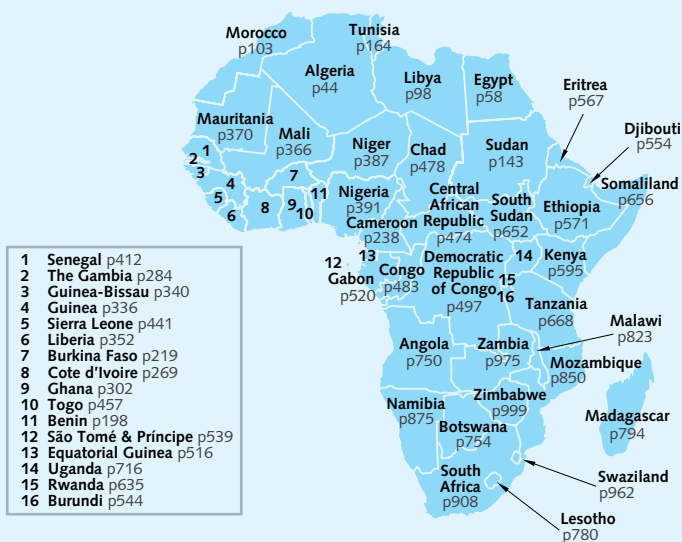 Morocco
p103
Tunisia
p164
Algeria
p44
Libya
p98
Egypt
p58
Eritrea
p567
Djibouti
p554
Somaliland
p656
Mauritania
p370
Mali
p366
Niger
p387
Chad
p478
Sudan
p143
1
2
3
4
5
6
7
8
9
10
11
Nigeria
p391
Central
African
Republic
p474
South
Sudan
p652
Ethiopia
p571
Cameroon
p238
12
13
Gabon
p520
Congo
p483
Democratic
Republic
of Congo
p497
14
15
16
Kenya
p595
Tanzania
p668
Malawi
p823
Angola
p750
Zambia
p975
Mozambique
p850
Namibia
p875
Zimbabwe
p999
Botswana
p754
Madagascar
p794
South
Africa
p908
Swaziland
p962
Lesotho
p780
1 Senegal p412
2 The Gambia p284
3 Guinea-Bissau p340
4 Guinea p336
5 Sierra Leone p441
6 Liberia p352
7 Burkina Faso p219
8 Cote d'Ivoire p269
9 Ghana p302
10 Togo p457
11 Benin p198
12 São Tomé & Príncipe p539
13 Equatorial Guinea p516
14 Uganda p716
15 Rwanda p635
16 Burundi p544